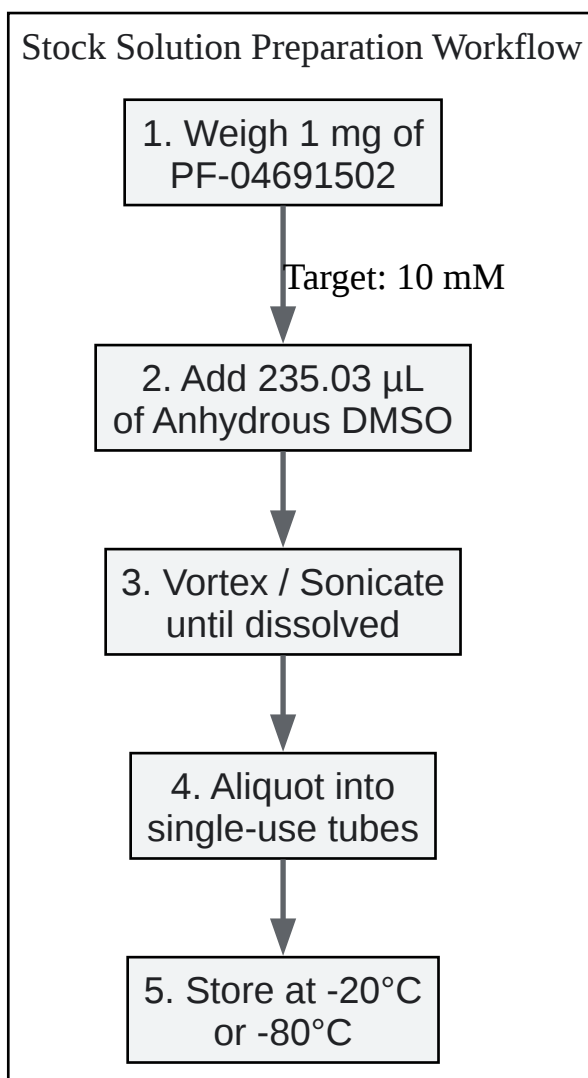 Stock Solution Preparation Workflow
1. Weigh 1 mg of
PF-04691502
Target: 10 mM
2. Add 235.03 µL
of Anhydrous DMSO
3. Vortex / Sonicate
until dissolved
4. Aliquot into
single-use tubes
5. Store at -20°C
or -80°C